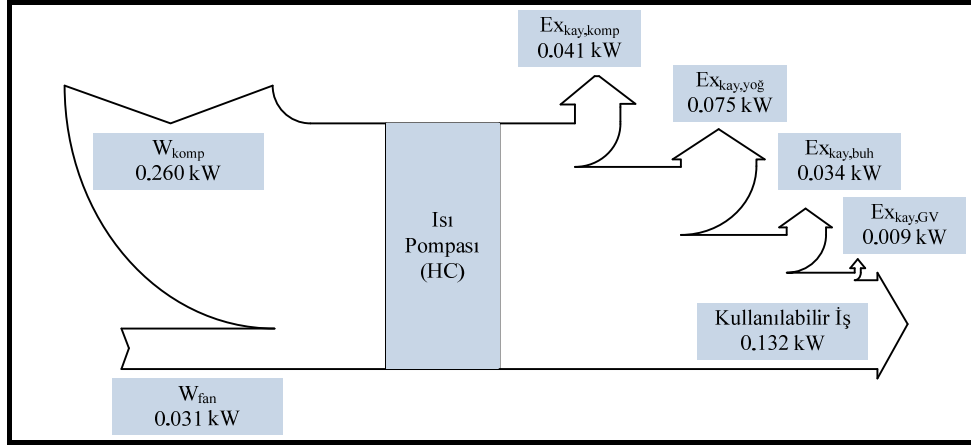 Ex kay,komp
0.041 kW
Ex kay,yoğ
0.075 kW
W komp
0.260 kW
Ex kay,buh
0.034 kW
Ex kay,GV
0.009 kW
Isı
Pompası
(HC)
Kullanılabilir İş
0.132 kW
W fan
0.031 kW